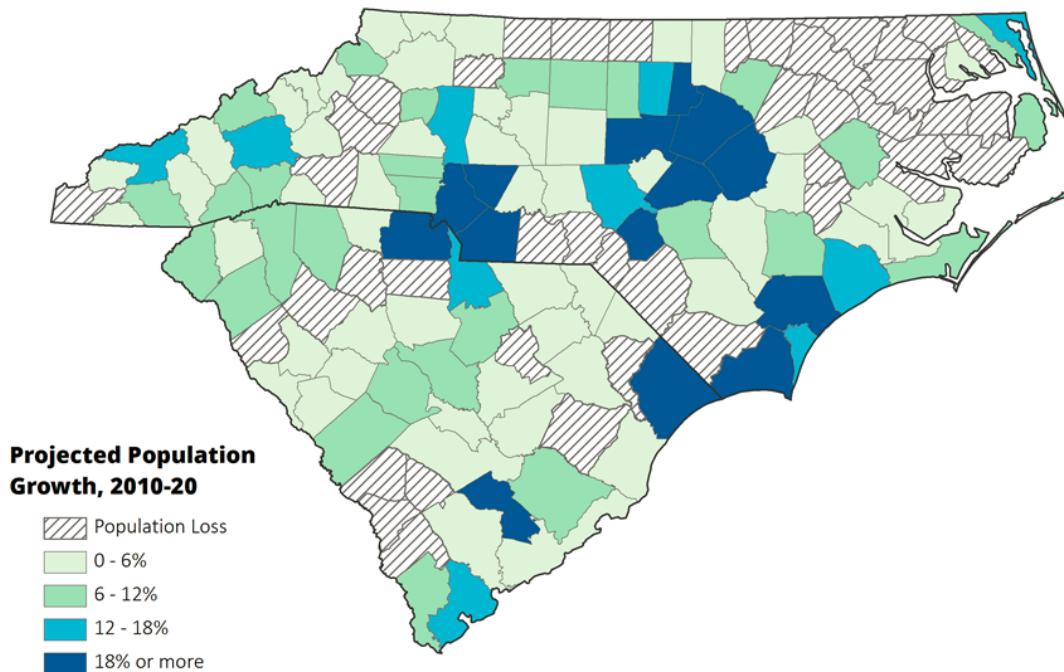 Projected Population
Growth, 2010-20
Population Loss
0 - 6%
6 - 12%
12 - 18%
18% or more